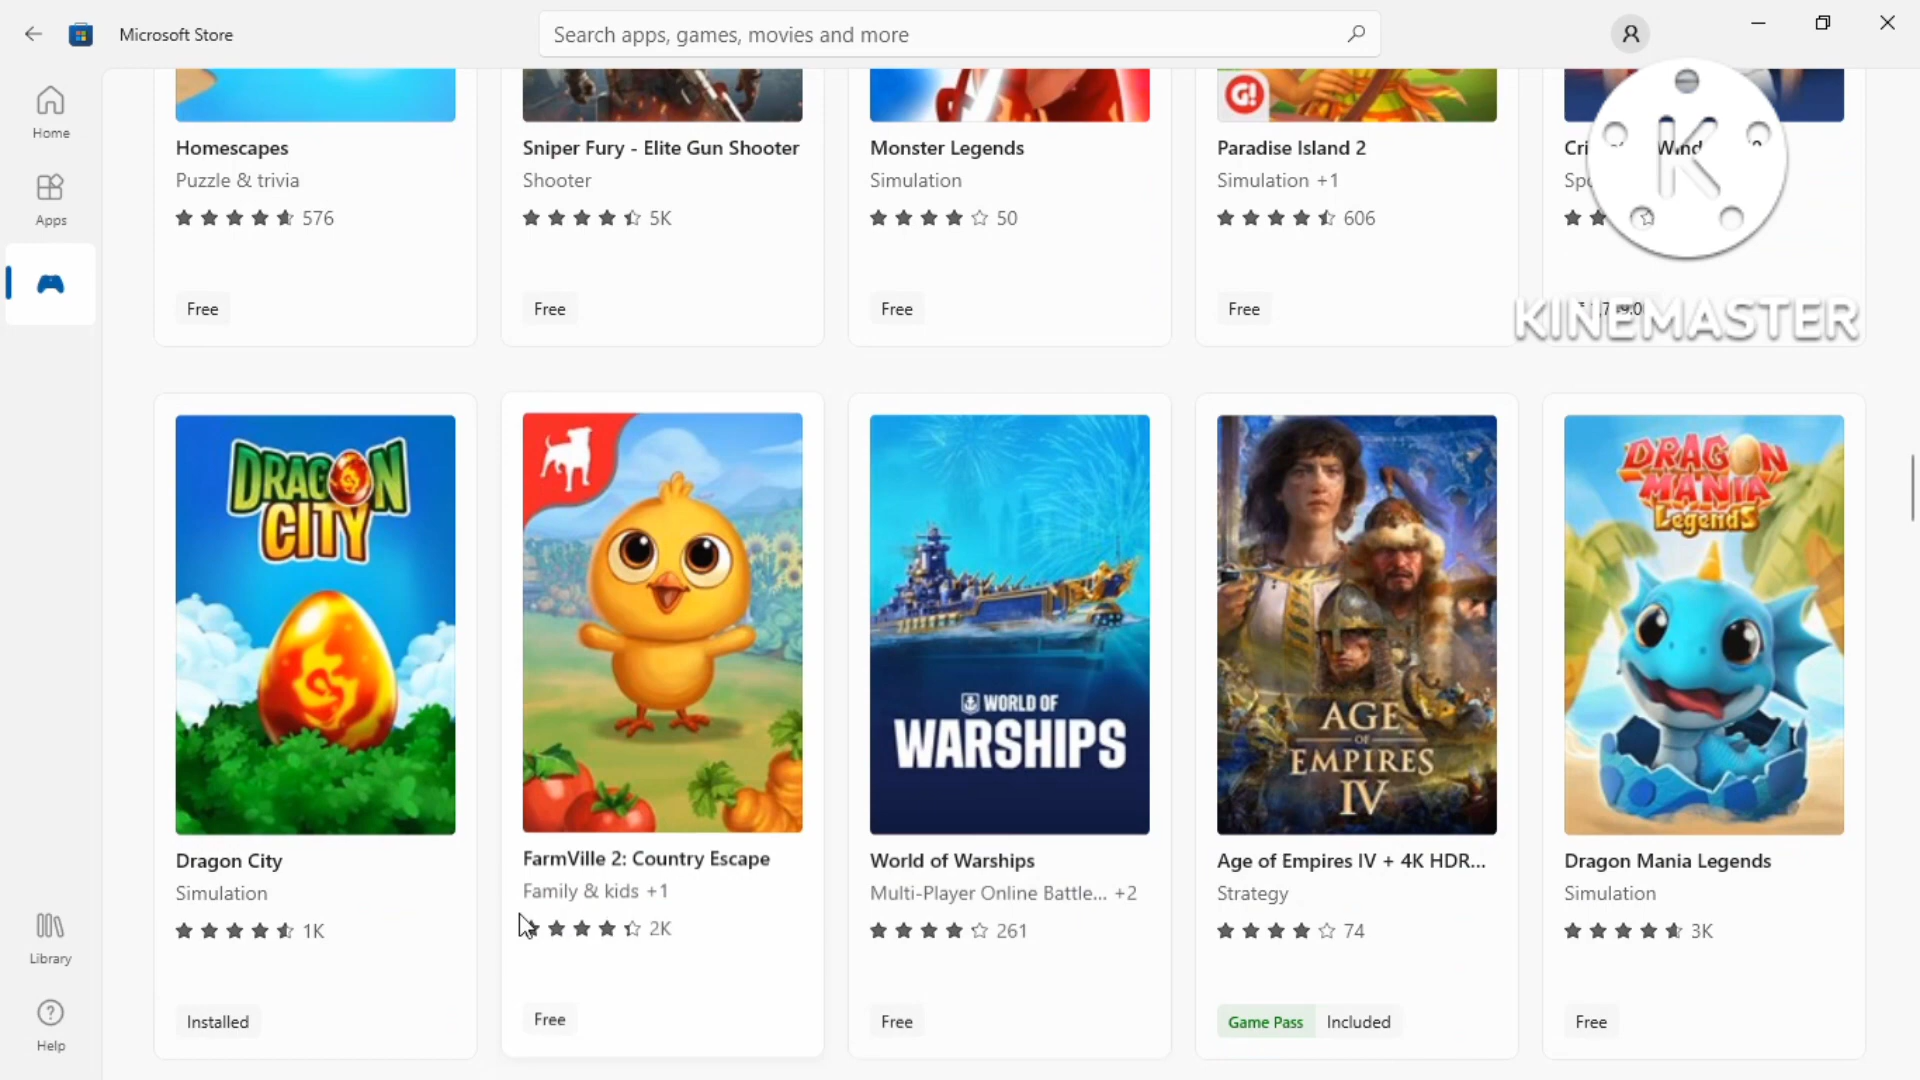 Microsoft Store
Search apps, games, movies and more
Home
Apps
Library
Help
G!
K
KINEMASTER
Homescapes
Puzzle & trivia
576
Free
Sniper Fury - Elite Gun Shooter
Shooter
5K
Free
Monster Legends
Simulation
50
Free
Paradise Island 2
Simulation +1
606
Free
DRAGON
CITY
Dragon City
Simulation
1K
Installed
FarmVille 2: Country Escape
Family & kids +1
2K
Free
WORLD OF
WARSHIPS
World of Warships
Multi-Player Online Battle... +2
261
Free
AGE
OF
EMPIRES
IV
Age of Empires IV + 4K HDR...
Strategy
74
Game Pass Included
DRAGON
MANIA
Legends
Dragon Mania Legends
Simulation
3K
Free